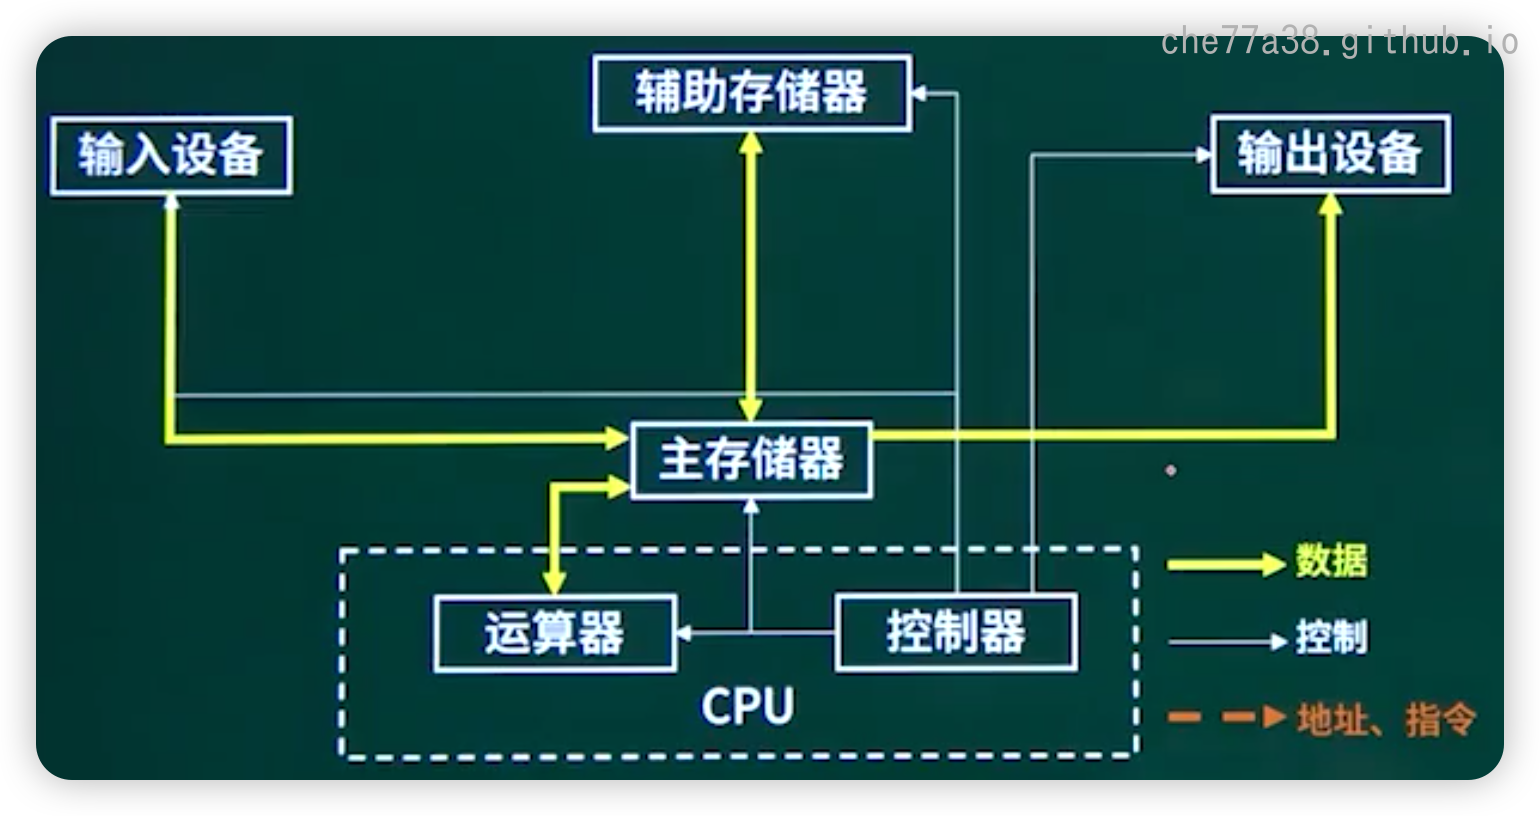 che77a38.github.io
辅助存储器
输入设备
输出设备
主存储器
数据
运算器
控制器
控制
CPU
地址、指令